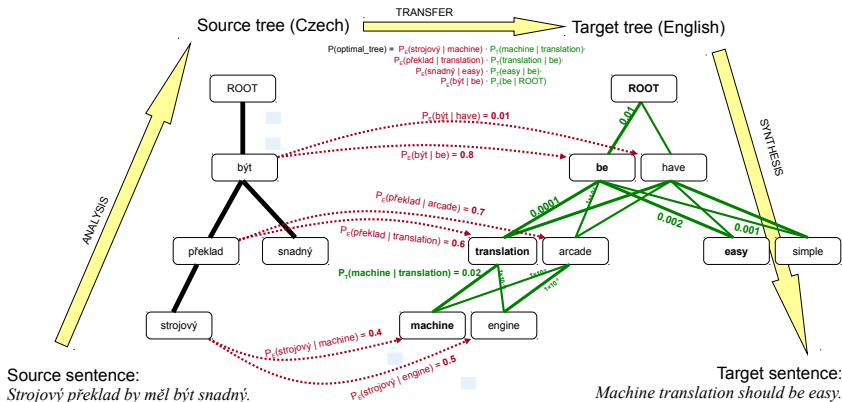 TRANSFER
Source tree (Czech)
Target tree (English)
P(optimal_tree) = P_E(strojový | machine) · P_T(machine | translation)·
P_E(překlad | translation) · P_T(translation | be)·
P_E(snadný | easy) · P_T(easy | be)·
P_E(být | be) · P_T(be | ROOT)
ROOT
ROOT
P_E(být | have) = 0.01
0.01
SYNTHESIS
P_E(být | be) = 0.8
být
be
have
ANALYSIS
P_E(překlad | arcade) = 0.7
P_E(překlad | translation) = 0.6
0.0001
0.002
0.001
překlad
snadný
translation
arcade
easy
simple
P_T(machine | translation) = 0.02
strojový
machine
engine
P_E(strojový | machine) = 0.4
P_E(strojový | engine) = 0.5
Source sentence:
Strojový překlad by měl být snadný.
Target sentence:
Machine translation should be easy.